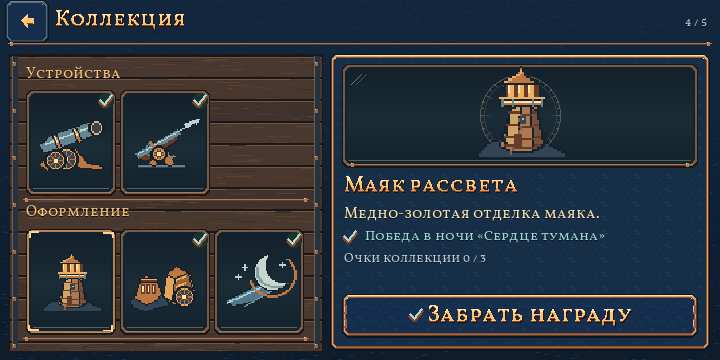 Коллекция
4 / 5
Устройства
Оформление
Маяк рассвета
Медно-золотая отделка маяка.
Победа в ночи «Сердце тумана»
Очки коллекции 0 / 3
Забрать награду